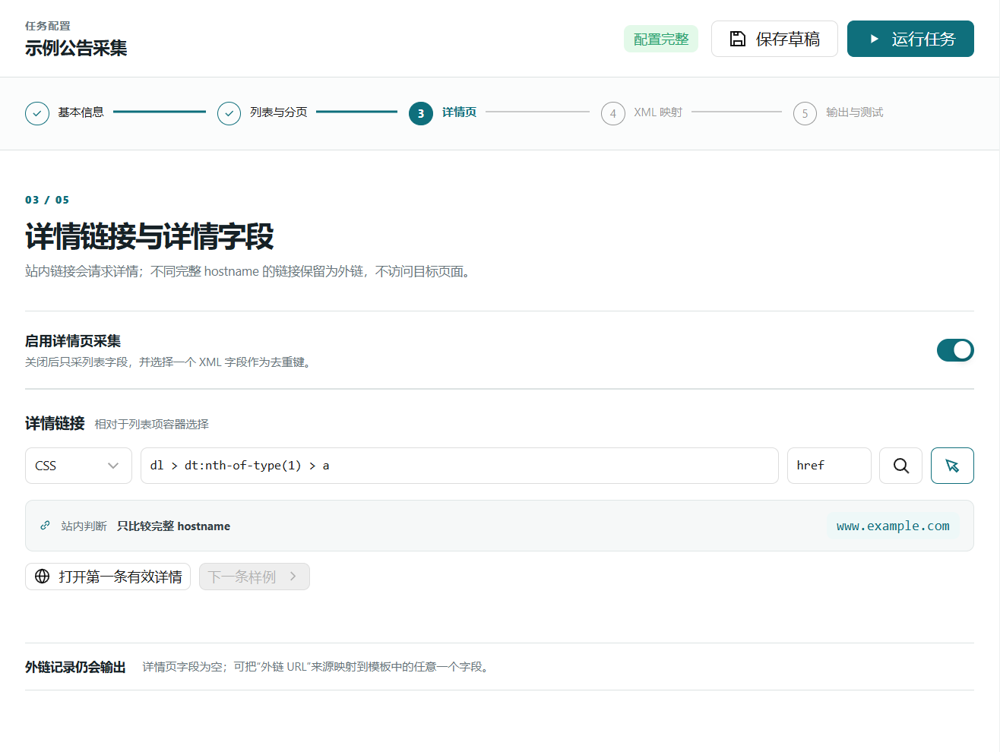 任务配置
示例公告采集
配置完整
保存草稿
运行任务
基本信息
列表与分页
3 详情页
4 XML 映射
5 输出与测试
03 / 05
详情链接与详情字段
站内链接会请求详情；不同完整 hostname 的链接保留为外链，不访问目标页面。
启用详情页采集
关闭后只采列表字段，并选择一个 XML 字段作为去重键。
详情链接 相对于列表项容器选择
CSS
dl > dt:nth-of-type(1) > a
href
站内判断 只比较完整 hostname
www.example.com
打开第一条有效详情
下一条样例
外链记录仍会输出 详情页字段为空；可把“外链 URL”来源映射到模板中的任意一个字段。